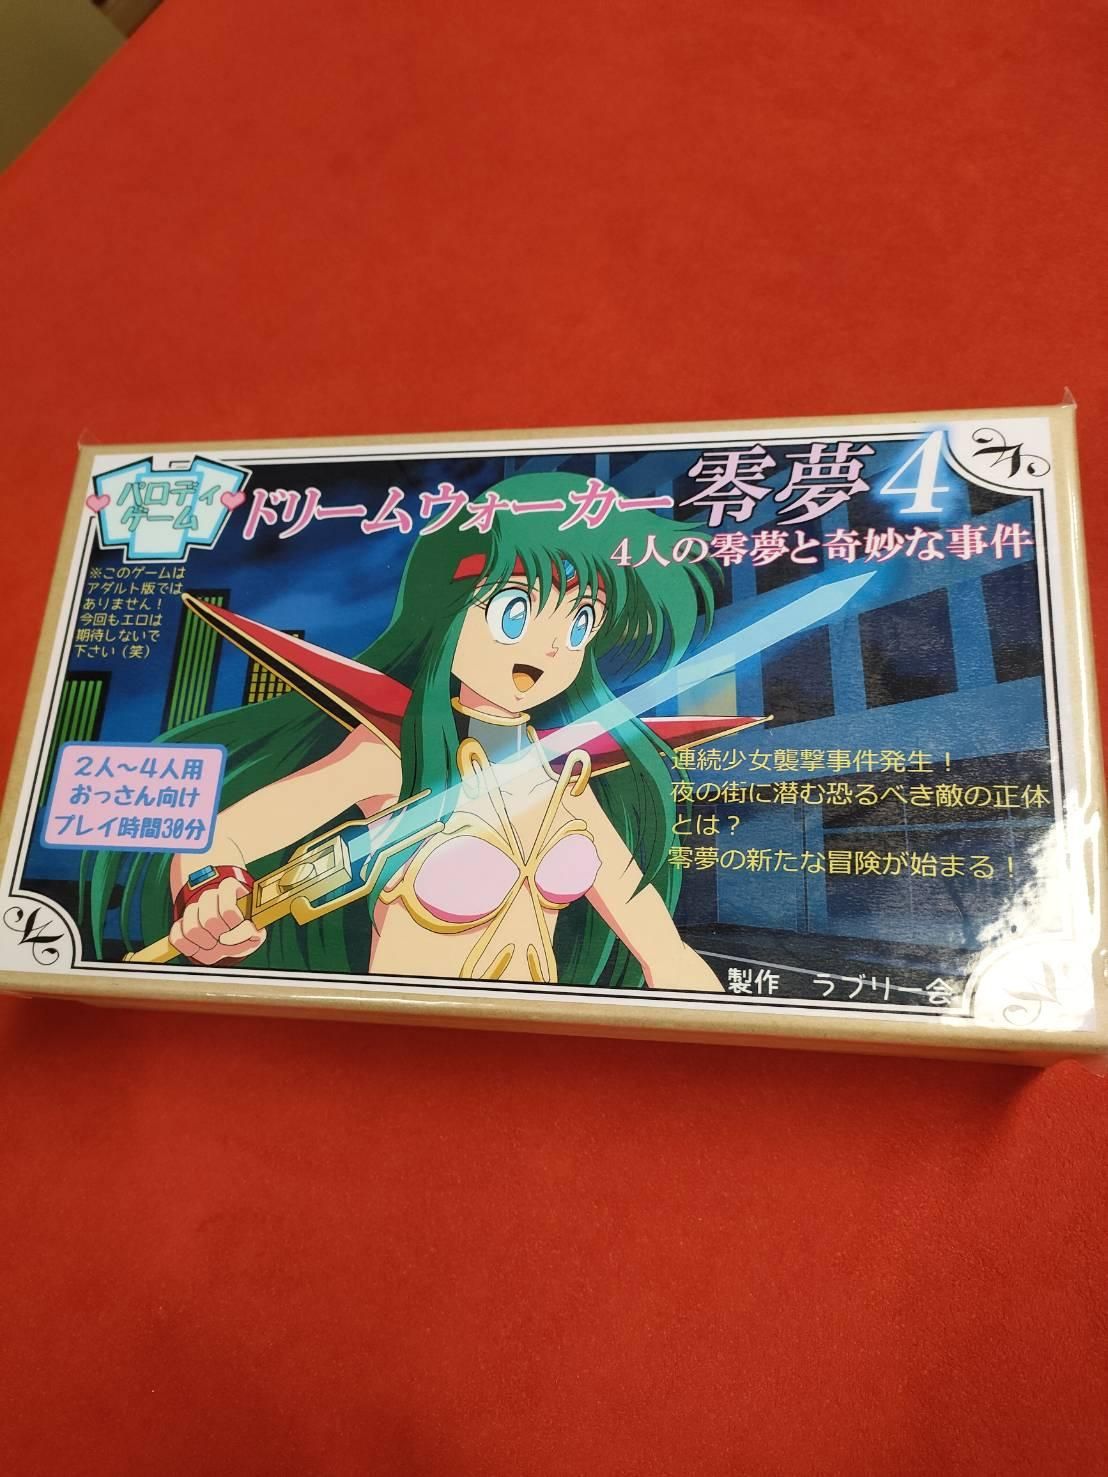 パロディ
ゲーム
ドリームウォーカー零夢4
4人の零夢と奇妙な事件
※このゲームは
アダルト版では
ありません！
今回もエロは
期待しないで
下さい（笑）
2人～4人用
おっさん向け
プレイ時間30分
連続少女襲撃事件発生！
夜の街に潜む恐るべき敵の正体
とは？
零夢の新たな冒険が始まる！
製作　ラブリー会